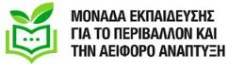 ΜΟΝΑΔΑ ΕΚΠΑΙΔΕΥΣΗΣ
ΓΙΑ ΤΟ ΠΕΡΙΒΑΛΛΟΝ ΚΑΙ
ΤΗΝ ΑΕΙΦΟΡΟ ΑΝΑΠΤΥΞΗ